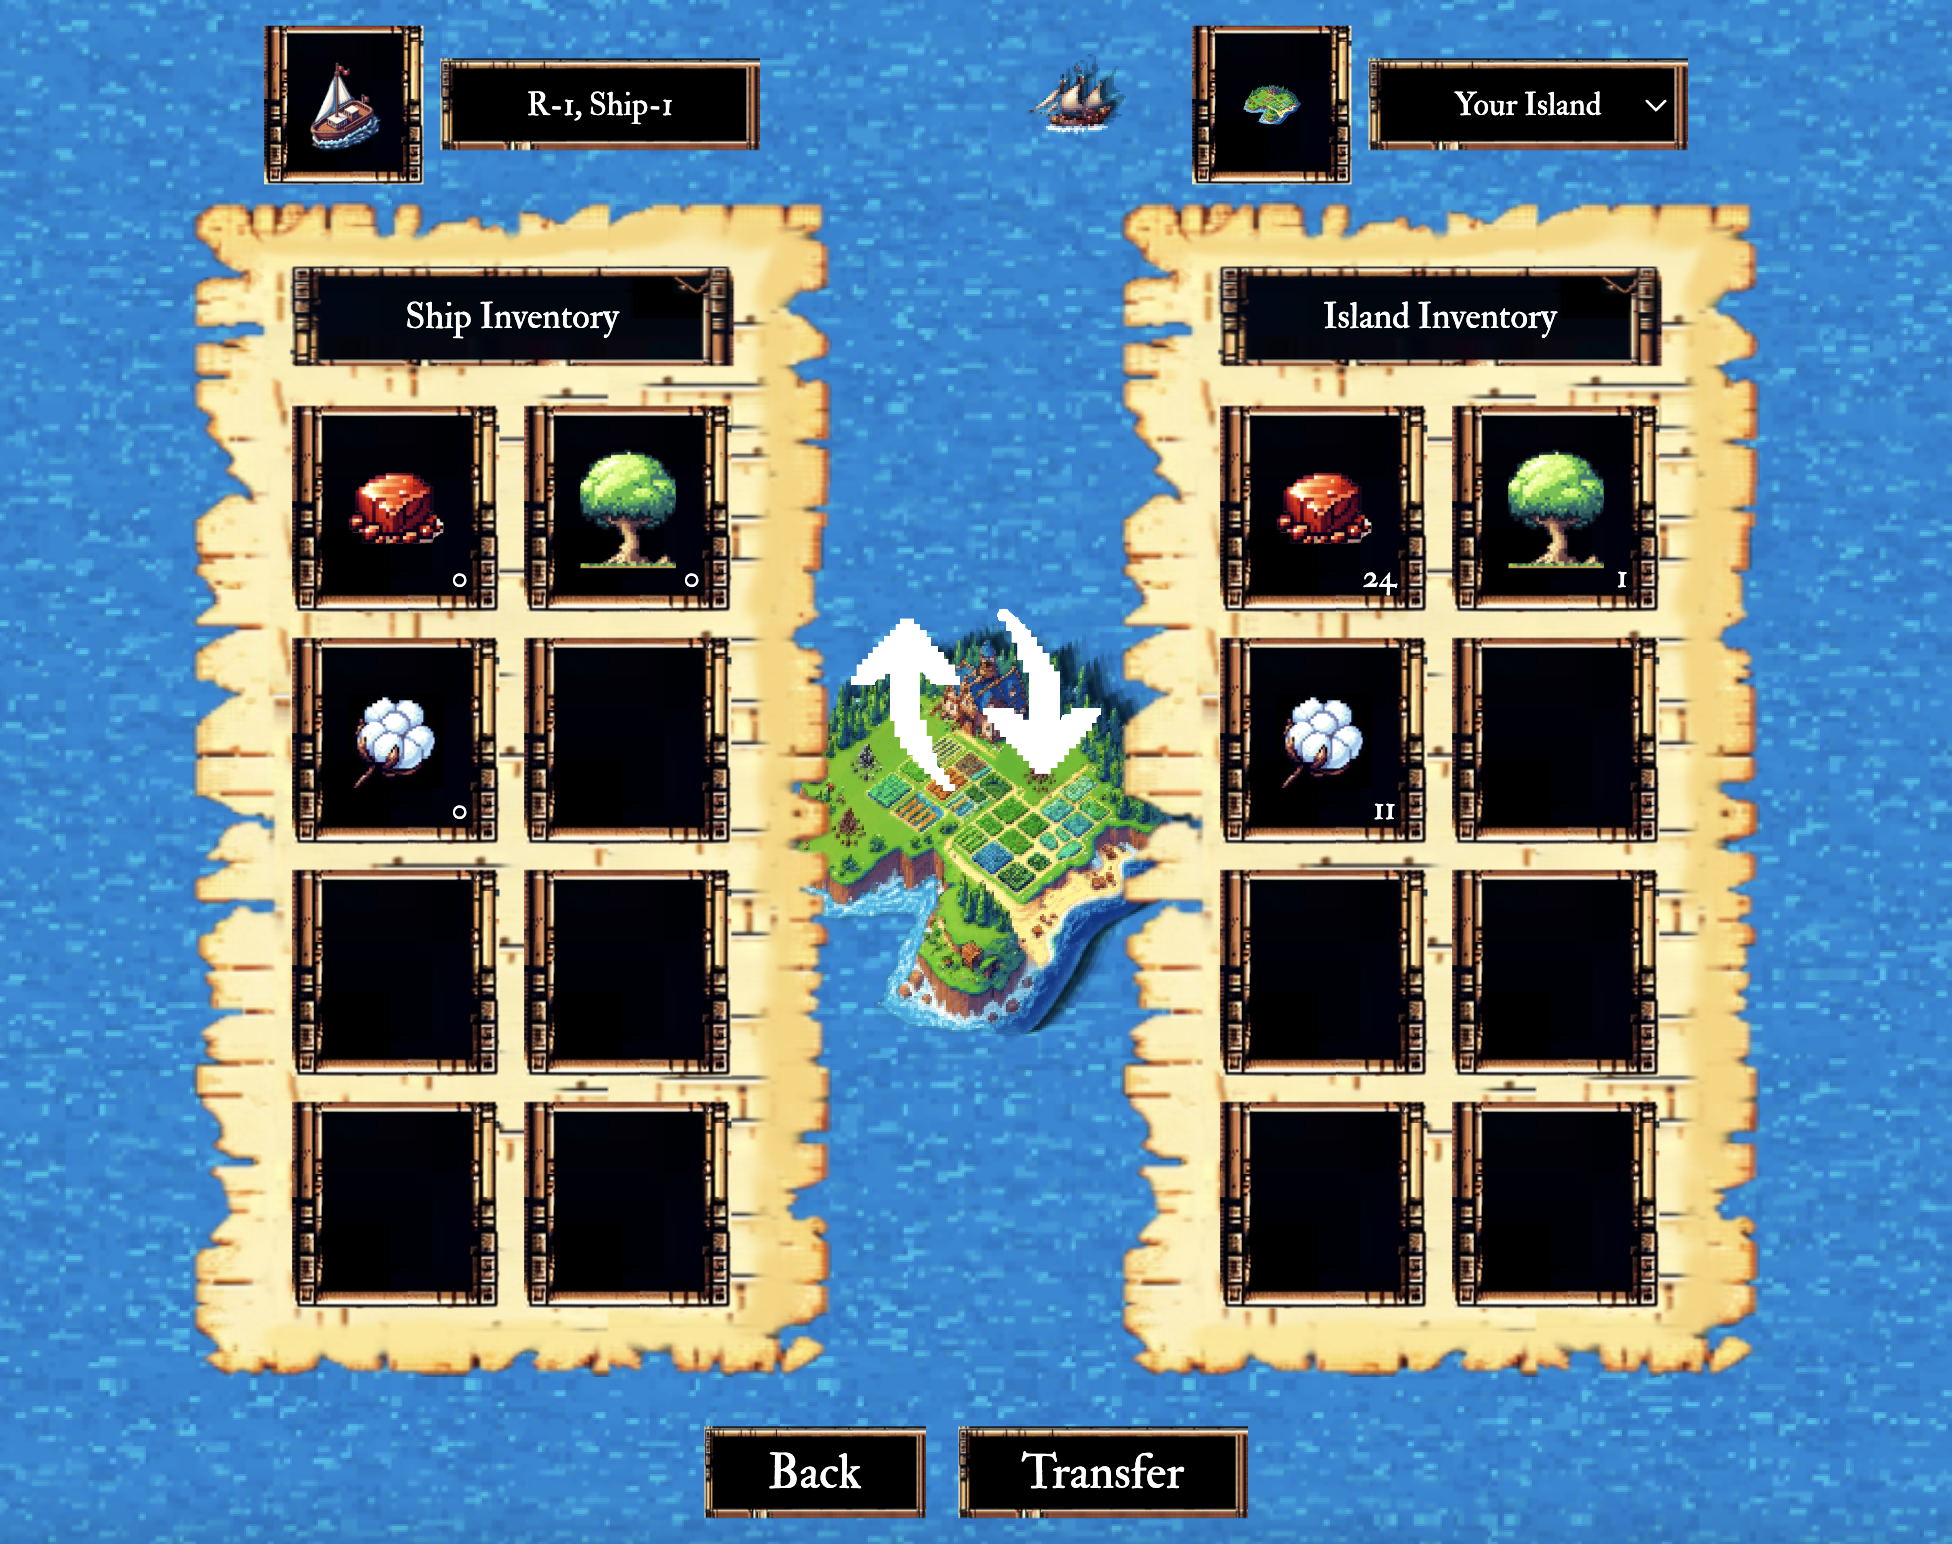 R-1, Ship-1
Your Island
Ship Inventory
Island Inventory
0
0
24
1
0
11
Back
Transfer